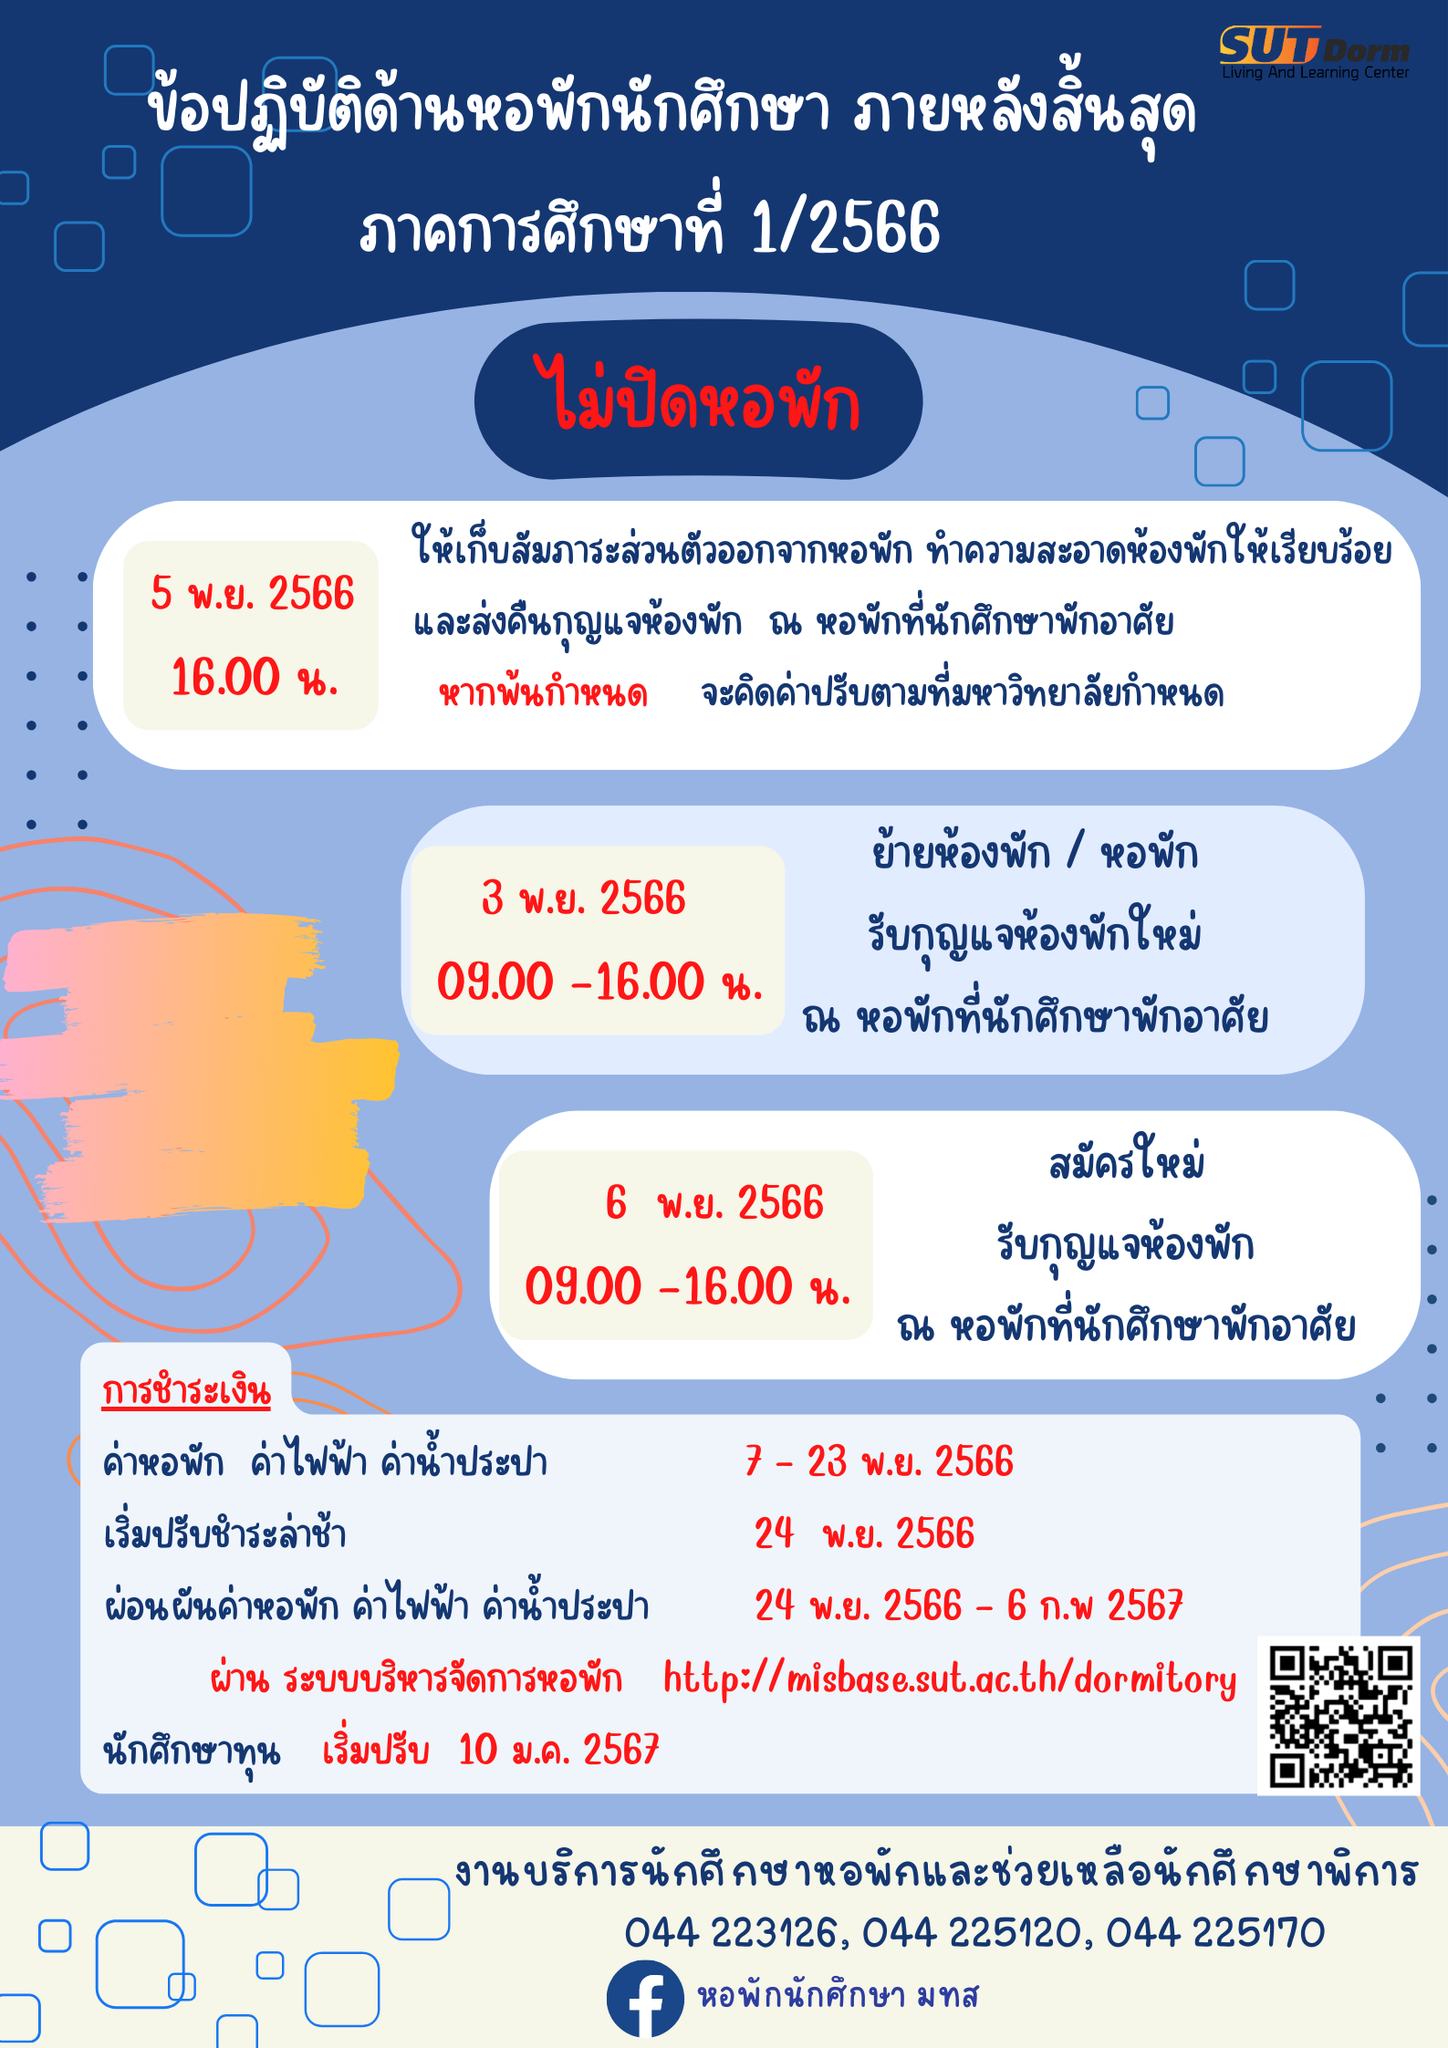 SUT Dorm
Living And Learning Center
ข้อปฏิบัติด้านหอพักนักศึกษา ภายหลังสิ้นสุด
ภาคการศึกษาที่ 1/2566
ไม่ปิดหอพัก
5 พ.ย. 2566
16.00 น.
ให้เก็บสัมภาระส่วนตัวออกจากหอพัก ทำความสะอาดห้องพักให้เรียบร้อย
และส่งคืนกุญแจห้องพัก ณ หอพักที่นักศึกษาพักอาศัย
หากพ้นกำหนด จะคิดค่าปรับตามที่มหาวิทยาลัยกำหนด
3 พ.ย. 2566
09.00 -16.00 น.
ย้ายห้องพัก / หอพัก
รับกุญแจห้องพักใหม่
ณ หอพักที่นักศึกษาพักอาศัย
6 พ.ย. 2566
09.00 -16.00 น.
สมัครใหม่
รับกุญแจห้องพัก
ณ หอพักที่นักศึกษาพักอาศัย
การชำระเงิน
ค่าหอพัก ค่าไฟฟ้า ค่าน้ำประปา 7 - 23 พ.ย. 2566
เริ่มปรับชำระล่าช้า 24 พ.ย. 2566
ผ่อนผันค่าหอพัก ค่าไฟฟ้า ค่าน้ำประปา 24 พ.ย. 2566 - 6 ก.พ 2567
ผ่าน ระบบบริหารจัดการหอพัก http://misbase.sut.ac.th/dormitory
นักศึกษาทุน เริ่มปรับ 10 ม.ค. 2567
งานบริการนักศึกษาหอพักและช่วยเหลือนักศึกษาพิการ
044 223126, 044 225120, 044 225170
หอพักนักศึกษา มทส